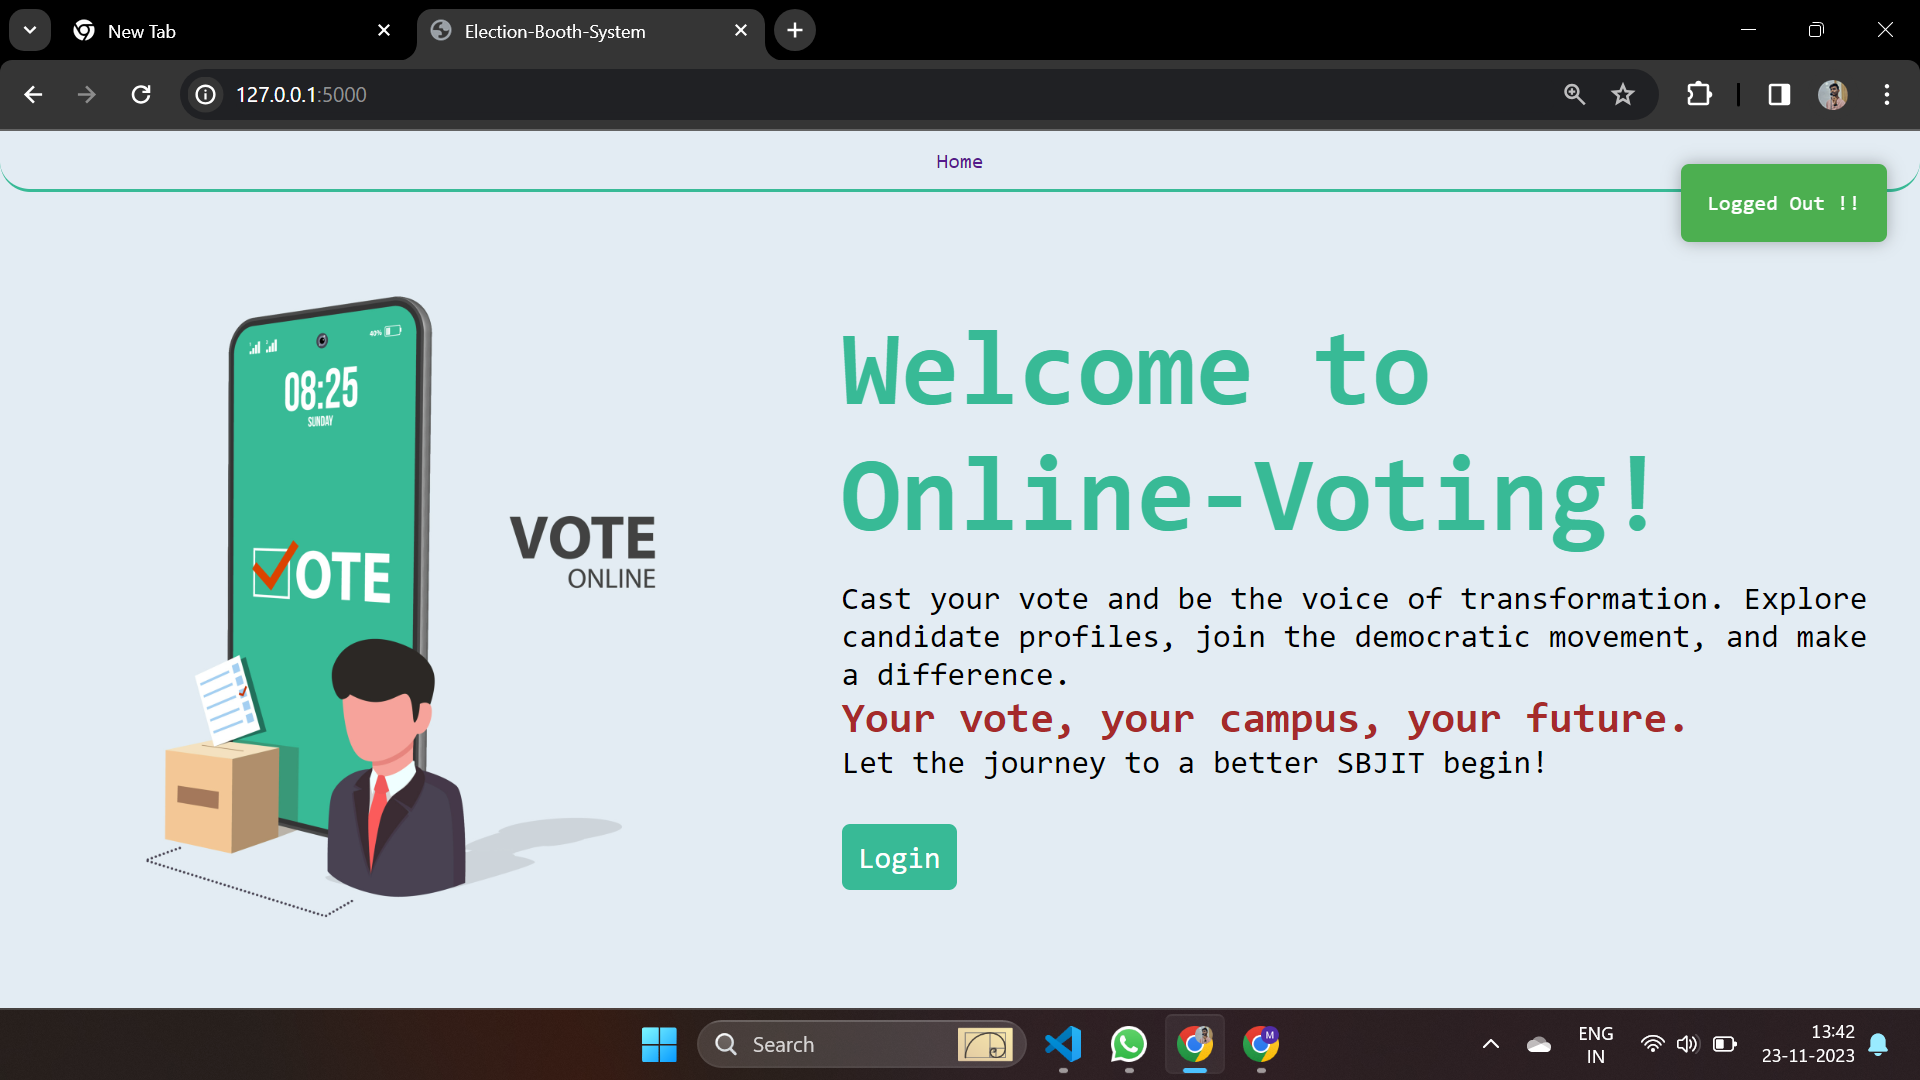 New Tab
Election-Booth-System
127.0.0.1:5000
Home
Logged Out !!
40%
08:25
SUNDAY
VOTE
OTE
ONLINE
Welcome to
Online-Voting!
Cast your vote and be the voice of transformation. Explore
candidate profiles, join the democratic movement, and make
a difference.
Your vote, your campus, your future.
Let the journey to a better SBJIT begin!
Login
Search
M
ENG
IN
13:42
23-11-2023